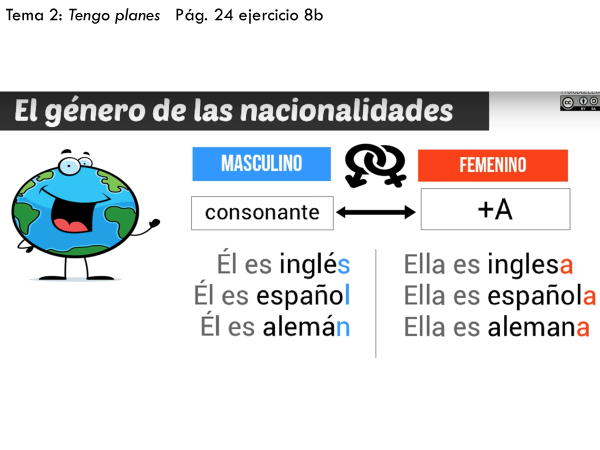 Tema 2: Tengo planes Pág. 24 ejercicio 8b
El género de las nacionalidades
MASCULINO
FEMENINO
consonante
+A
Él es inglés
Ella es inglesa
Él es español
Ella es española
Él es alemán
Ella es alemana